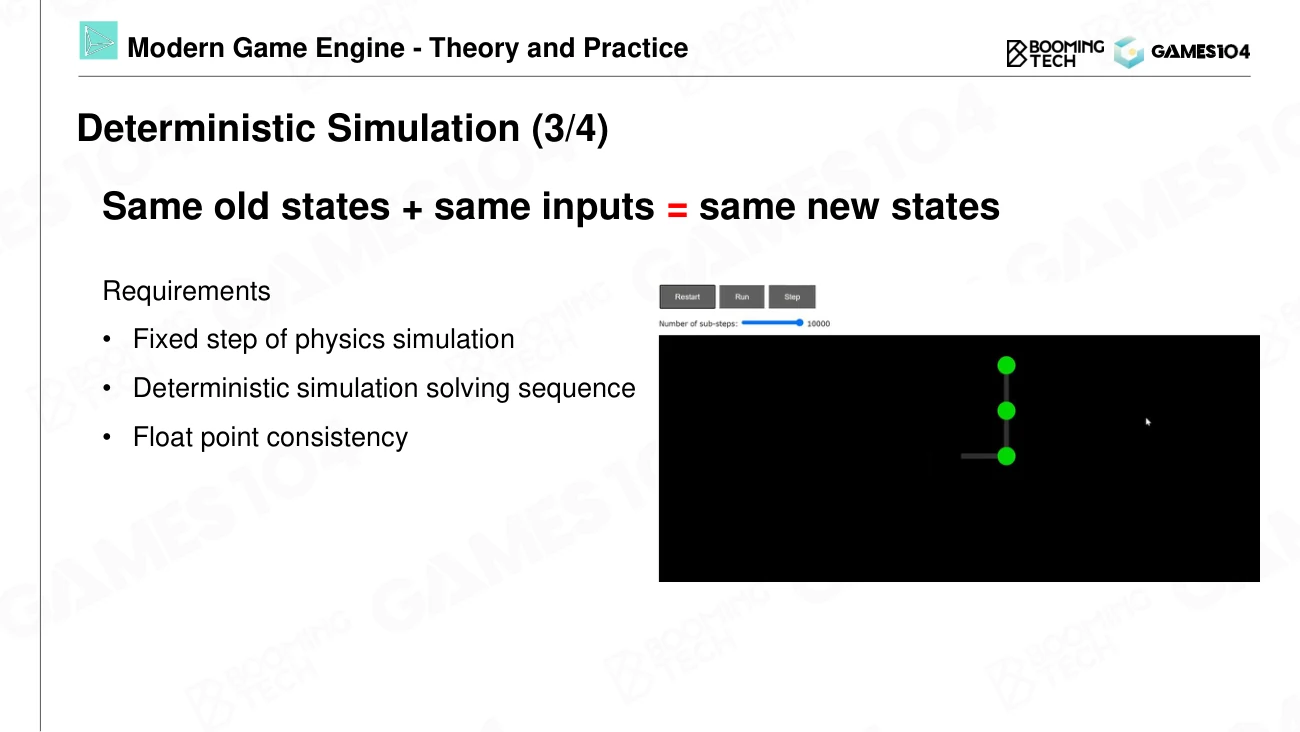 Modern Game Engine - Theory and Practice
BOOMING TECH
GAMES104
Deterministic Simulation (3/4)
Same old states + same inputs = same new states
Requirements
• Fixed step of physics simulation
• Deterministic simulation solving sequence
• Float point consistency
Restart Run Step
Number of sub-steps: 10000